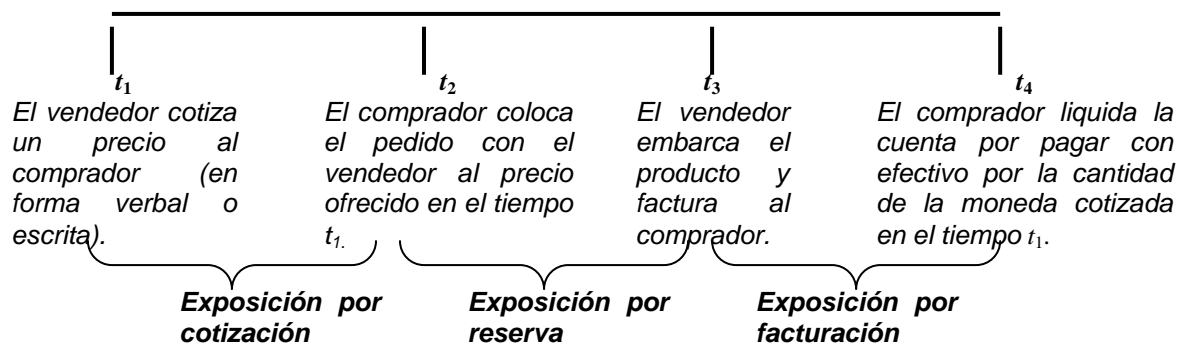 t1 t2 t3 t4
El vendedor cotiza
un precio al
comprador (en
forma verbal o
escrita).
El comprador coloca
el pedido con el
vendedor al precio
ofrecido en el tiempo
t1.
El vendedor
embarca el
producto y
factura al
comprador.
El comprador liquida la
cuenta por pagar con
efectivo por la cantidad
de la moneda cotizada
en el tiempo t1.
Exposición por
cotización
Exposición por
reserva
Exposición por
facturación